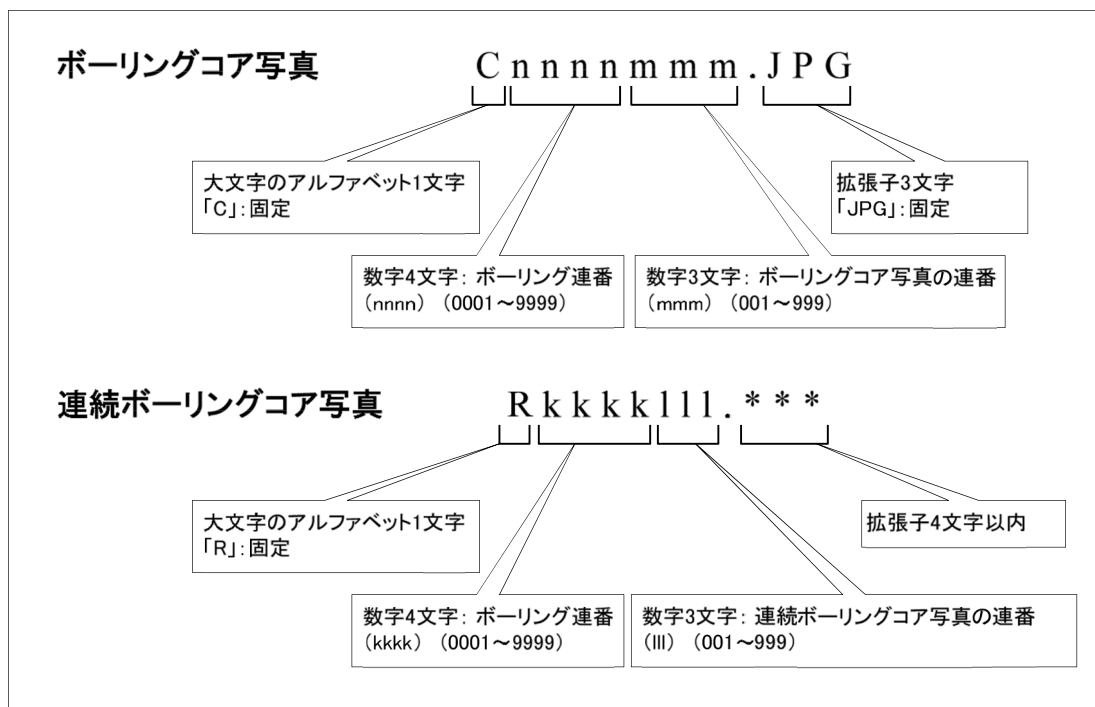 ボーリングコア写真
Cnnnnmmm.JPG
大文字のアルファベット1文字
「C」:固定
拡張子3文字
「JPG」:固定
数字4文字: ボーリング連番
(nnnn) (0001～9999)
数字3文字: ボーリングコア写真の連番
(mmm) (001～999)
連続ボーリングコア写真
Rkkkklll.***
大文字のアルファベット1文字
「R」:固定
拡張子4文字以内
数字4文字: ボーリング連番
(kkkk) (0001～9999)
数字3文字: 連続ボーリングコア写真の連番
(lll) (001～999)